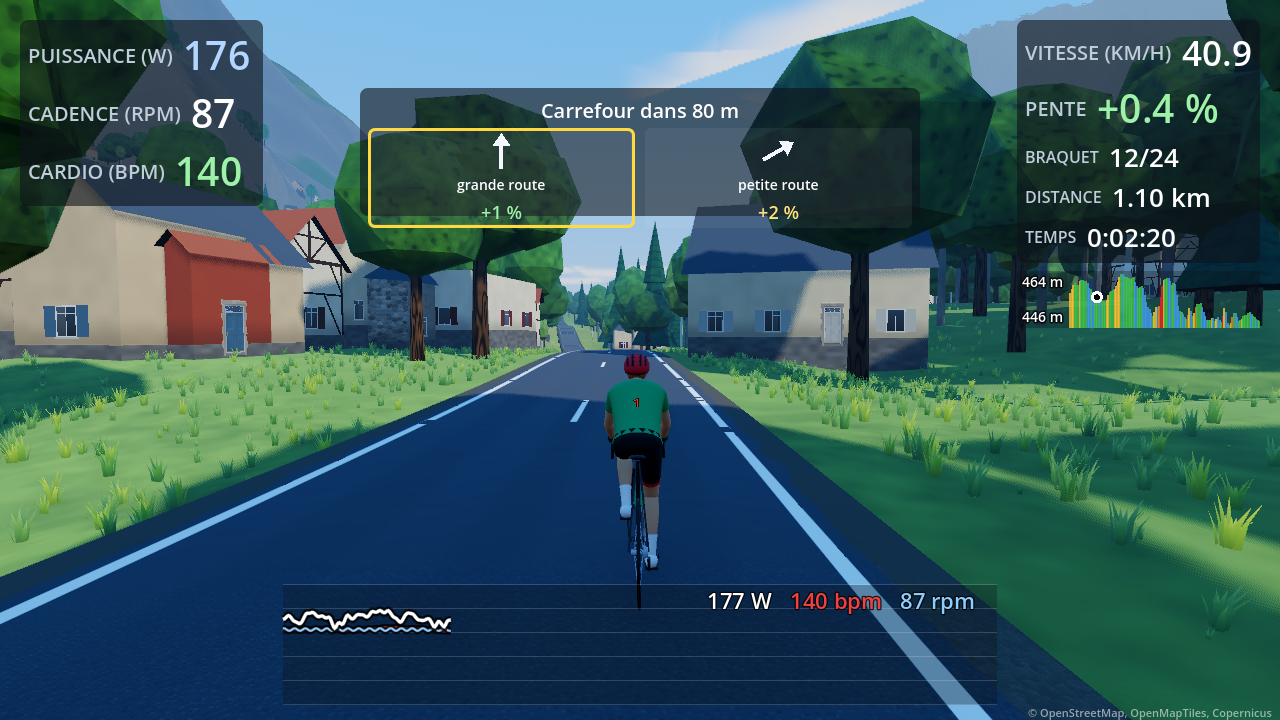 PUISSANCE (W) 176
CADENCE (RPM) 87
CARDIO (BPM) 140
Carrefour dans 80 m
grande route
+1 %
petite route
+2 %
VITESSE (KM/H) 40.9
PENTE +0.4 %
BRAQUET 12/24
DISTANCE 1.10 km
TEMPS 0:02:20
464 m
446 m
1
177 W 140 bpm 87 rpm
© OpenStreetMap, OpenMapTiles, Copernicus